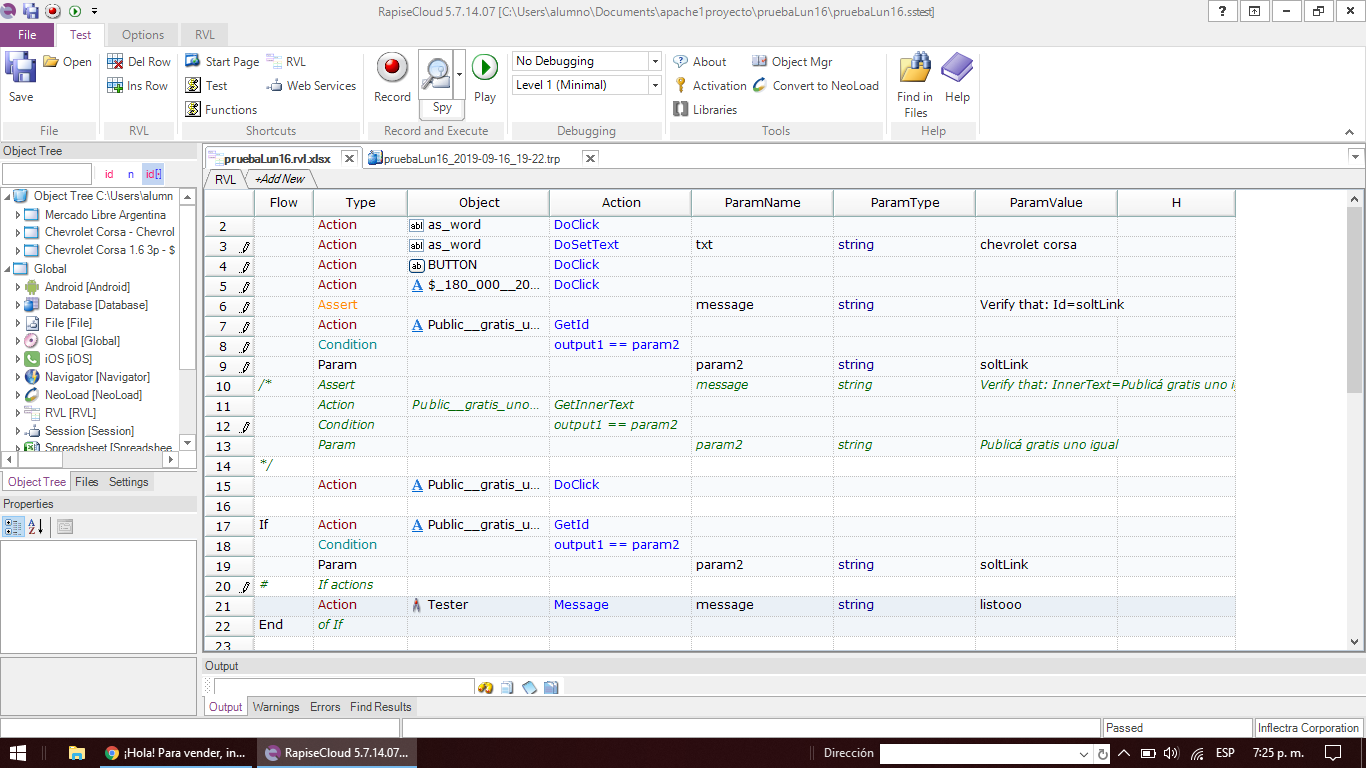 RapiseCloud 5.7.14.07 [C:\Users\alumno\Documents\apache1proyecto\pruebaLun16\pruebaLun16.sstest]
File Test Options RVL
Save
Open
Del Row
Ins Row
Start Page RVL
Test Web Services
Functions
Record
Spy
Play
No Debugging
Level 1 (Minimal)
About Object Mgr
Activation Convert to NeoLoad
Libraries
Find in
Files
Help
File RVL Shortcuts Record and Execute Debugging Tools Help
Object Tree
id n id[·]
Object Tree C:\Users\alumn
Mercado Libre Argentina
Chevrolet Corsa - Chevrol
Chevrolet Corsa 1.6 3p - $
Global
Android [Android]
Database [Database]
File [File]
Global [Global]
iOS [iOS]
Navigator [Navigator]
NeoLoad [NeoLoad]
RVL [RVL]
Session [Session]
Spreadsheet [Spreadshee
Object Tree Files Settings
Properties
pruebaLun16.rvl.xlsx pruebaLun16_2019-09-16_19-22.trp
RVL +Add New
Flow Type Object Action ParamName ParamType ParamValue H
2 Action as_word DoClick
3 Action as_word DoSetText txt string chevrolet corsa
4 Action BUTTON DoClick
5 Action $_180_000__20... DoClick
6 Assert message string Verify that: Id=soltLink
7 Action Public__gratis_u... GetId
8 Condition output1 == param2
9 Param param2 string soltLink
10 /* Assert message string Verify that: InnerText=Publicá gratis uno ig
11 Action Public__gratis_uno... GetInnerText
12 Condition output1 == param2
13 Param param2 string Publicá gratis uno igual
14 */
15 Action Public__gratis_u... DoClick
16
17 If Action Public__gratis_u... GetId
18 Condition output1 == param2
19 Param param2 string soltLink
20 # If actions
21 Action Tester Message message string listooo
22 End of If
23
Output
Output Warnings Errors Find Results
Passed Inflectra Corporation
¡Hola! Para vender, in... RapiseCloud 5.7.14.07... Dirección ESP 7:25 p. m.